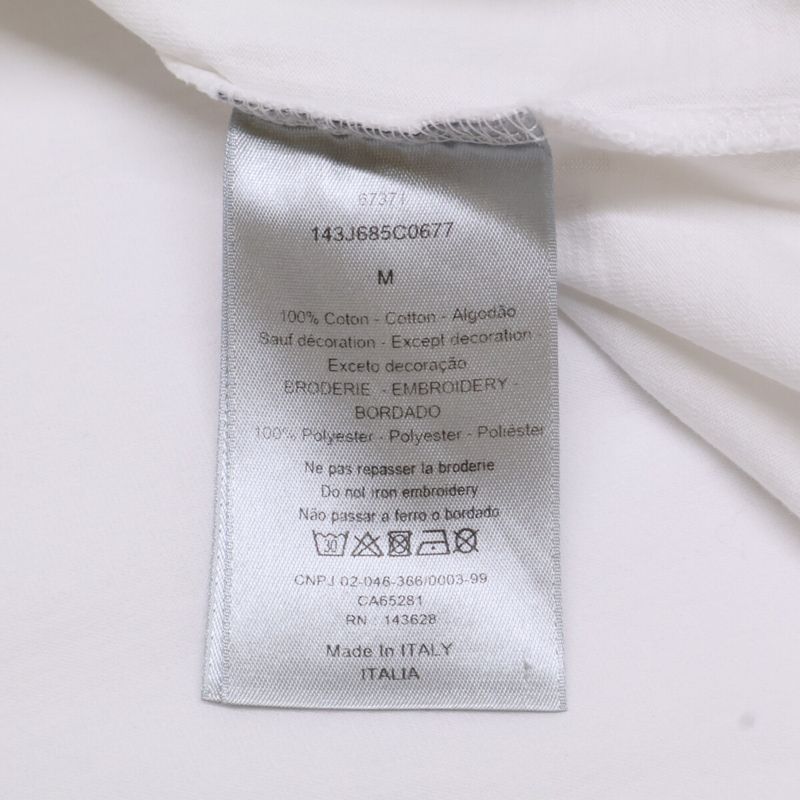 67371
143J685C0677
M
100% Coton - Cotton - Algodão
Sauf décoration - Except decoration -
Exceto decoração
BRODERIE - EMBROIDERY -
BORDADO
100% Polyester - Polyester - Poliéster
Ne pas repasser la broderie
Do not iron embroidery
Não passar a ferro o bordado
30
CNPJ 02-046-366/0003-99
CA65281
RN : 143628
Made In ITALY
ITALIA